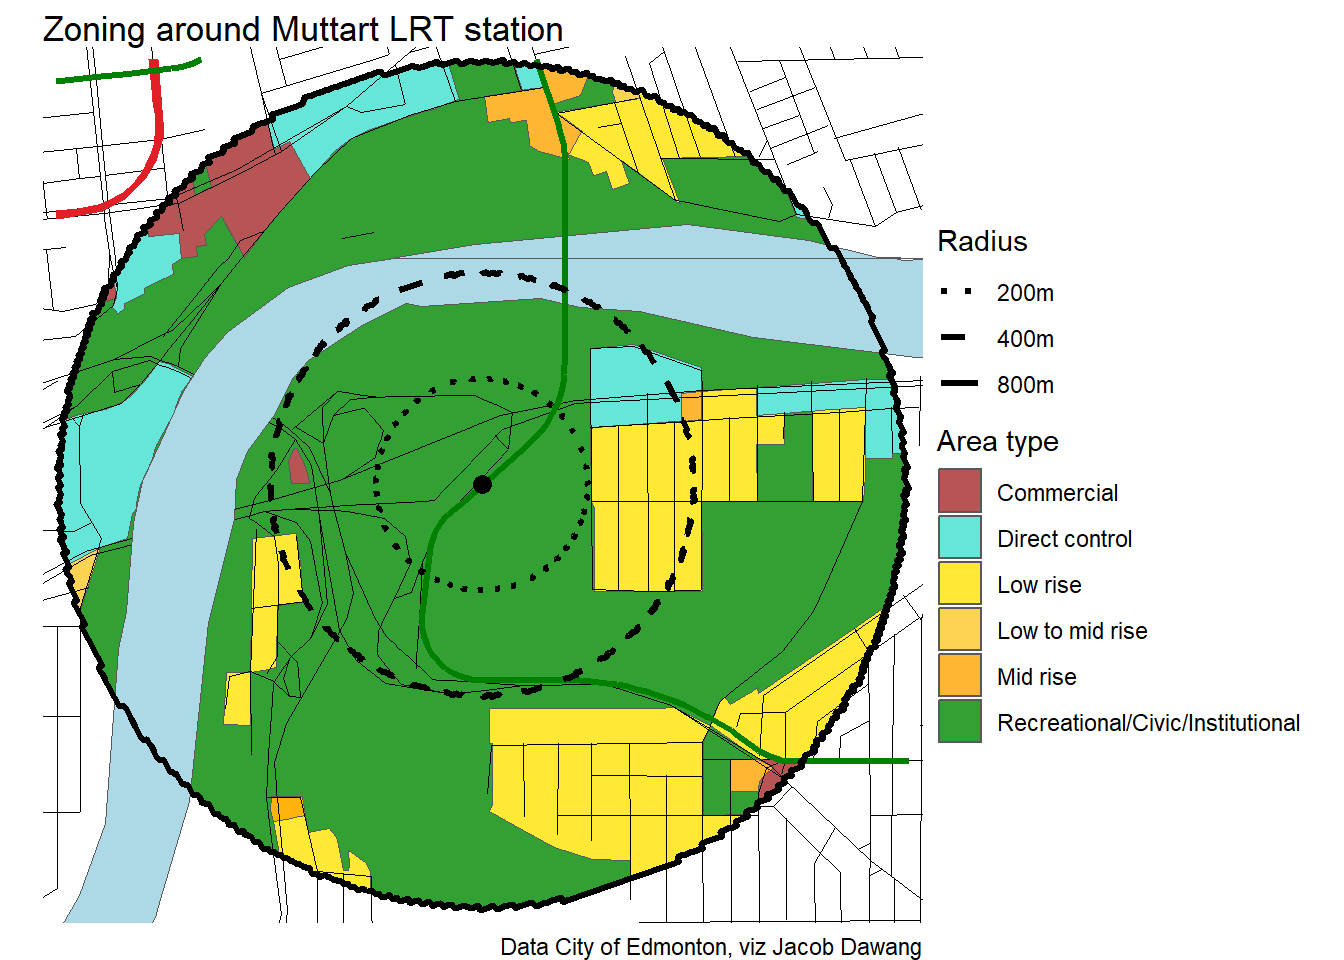 Zoning around Muttart LRT station
Radius
200m
400m
800m
Area type
Commercial
Direct control
Low rise
Low to mid rise
Mid rise
Recreational/Civic/Institutional
Data City of Edmonton, viz Jacob Dawang